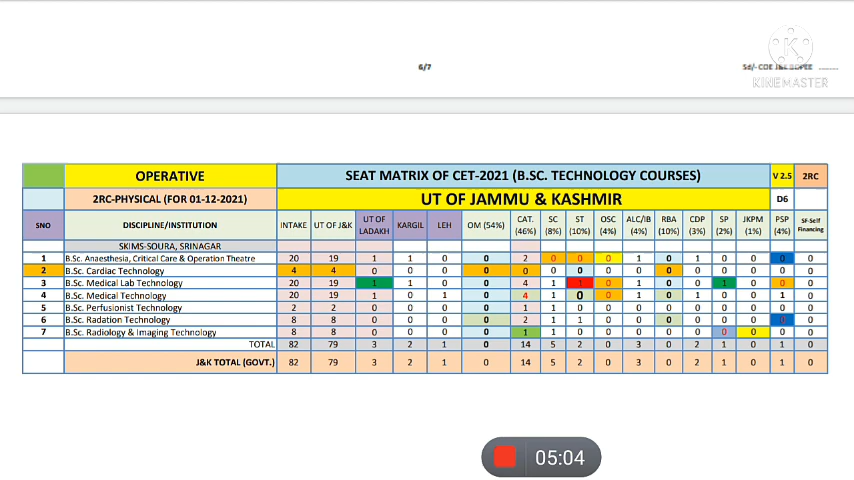 6/7
Sd/- COE J&K BOPEE
KINEMASTER
OPERATIVE SEAT MATRIX OF CET-2021 (B.SC. TECHNOLOGY COURSES) V 2.5 2RC
2RC-PHYSICAL (FOR 01-12-2021) UT OF JAMMU & KASHMIR D6
SNO DISCIPLINE/INSTITUTION INTAKE UT OF J&K UT OF LADAKH KARGIL LEH OM (54%) CAT. (46%) SC (8%) ST (10%) OSC (4%) ALC/IB (4%) RBA (10%) CDP (3%) SP (2%) JKPM (1%) PSP (4%) SF-Self Financing
SKIMS-SOURA, SRINAGAR
1 B.Sc. Anaesthesia, Critical Care & Operation Theatre 20 19 1 1 0 0 2 0 0 0 1 0 1 0 0 0 0
2 B.Sc. Cardiac Technology 4 4 0 0 0 0 0 0 0 0 0 0 0 0 0 0 0
3 B.Sc. Medical Lab Technology 20 19 1 1 0 0 4 1 1 0 1 0 0 1 0 0 0
4 B.Sc. Medical Technology 20 19 1 0 1 0 4 1 0 0 1 0 1 0 0 1 0
5 B.Sc. Perfusionist Technology 2 2 0 0 0 0 1 1 0 0 0 0 0 0 0 0 0
6 B.Sc. Radation Technology 8 8 0 0 0 0 2 1 1 0 0 0 0 0 0 0 0
7 B.Sc. Radiology & Imaging Technology 8 8 0 0 0 0 1 1 0 0 0 0 0 0 0 0 0
TOTAL 82 79 3 2 1 0 14 5 2 0 3 0 2 1 0 1 0
J&K TOTAL (GOVT.) 82 79 3 2 1 0 14 5 2 0 3 0 2 1 0 1 0
05:04